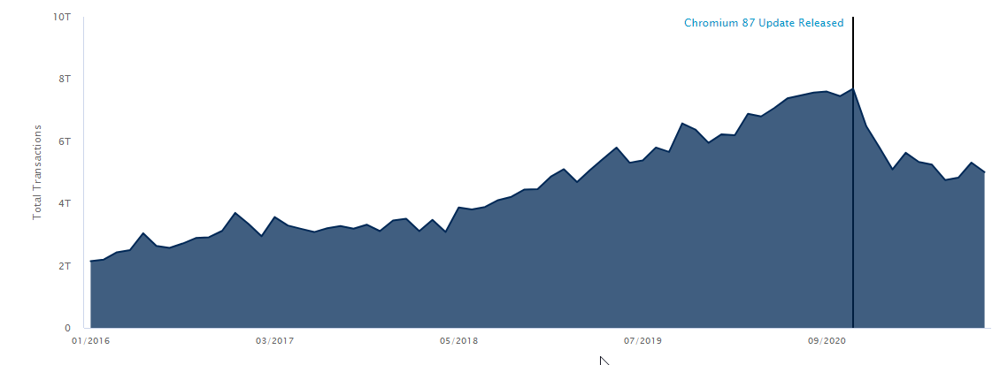 10T
Chromium 87 Update Released
8T
6T
Total Transactions
4T
2T
0
01/2016
03/2017
05/2018
07/2019
09/2020